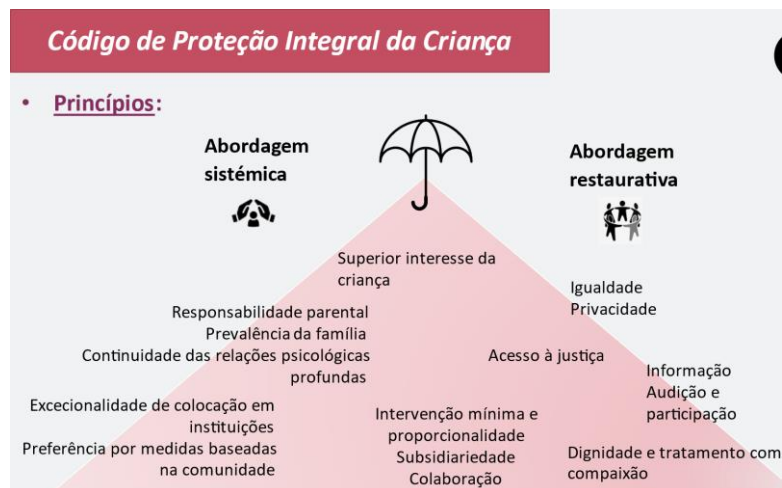 Código de Proteção Integral da Criança
• Princípios:
Abordagem
sistémica
Abordagem
restaurativa
Superior interesse da
criança
Igualdade
Privacidade
Responsabilidade parental
Prevalência da família
Continuidade das relações psicológicas
profundas
Acesso à justiça
Informação
Audição e
participação
Excecionalidade de colocação em
instituições
Preferência por medidas baseadas
na comunidade
Intervenção mínima e
proporcionalidade
Subsidiariedade
Colaboração
Dignidade e tratamento com
compaixão